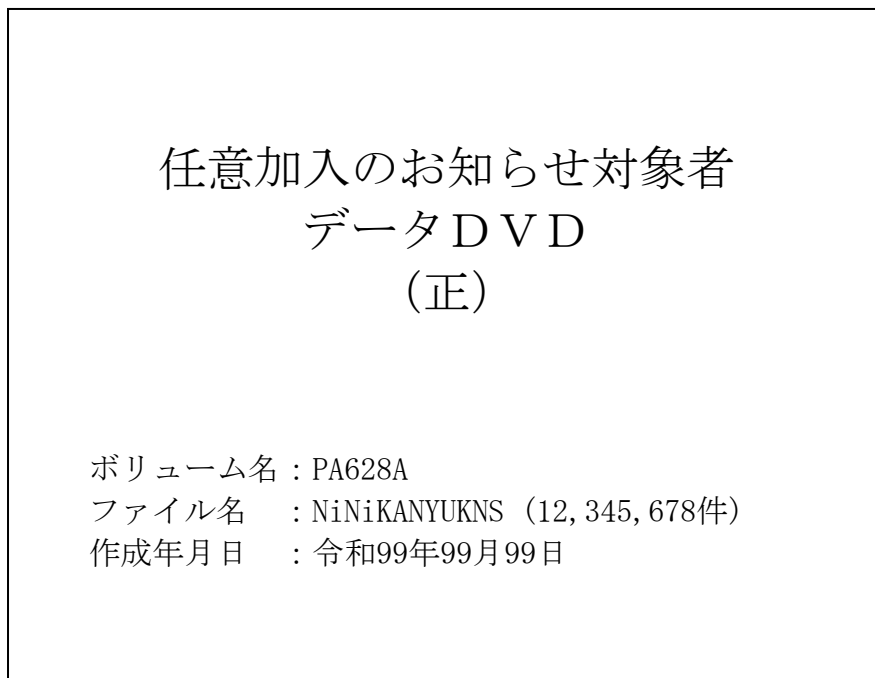 任意加入のお知らせ対象者
データＤＶＤ
（正）
ボリューム名：PA628A
ファイル名　：NiNiKANYUKNS (12,345,678件)
作成年月日　：令和99年99月99日